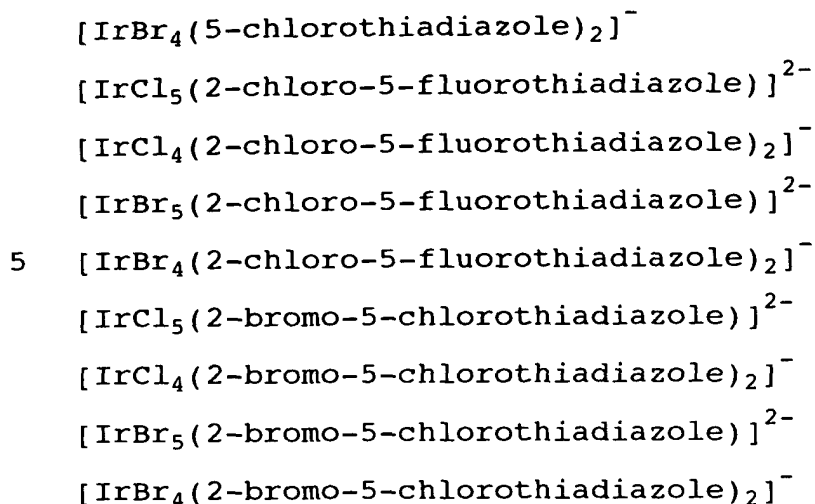 [IrBr₄(5-chlorothiadiazole)₂]⁻
[IrCl₅(2-chloro-5-fluorothiadiazole)]²⁻
[IrCl₄(2-chloro-5-fluorothiadiazole)₂]⁻
[IrBr₅(2-chloro-5-fluorothiadiazole)]²⁻
5 [IrBr₄(2-chloro-5-fluorothiadiazole)₂]⁻
[IrCl₅(2-bromo-5-chlorothiadiazole)]²⁻
[IrCl₄(2-bromo-5-chlorothiadiazole)₂]⁻
[IrBr₅(2-bromo-5-chlorothiadiazole)]²⁻
[IrBr₄(2-bromo-5-chlorothiadiazole)₂]⁻